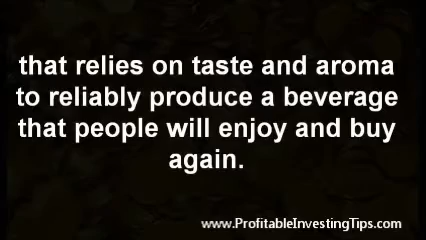 that relies on taste and aroma
to reliably produce a beverage
that people will enjoy and buy
again.
www.ProfitableInvestingTips.com